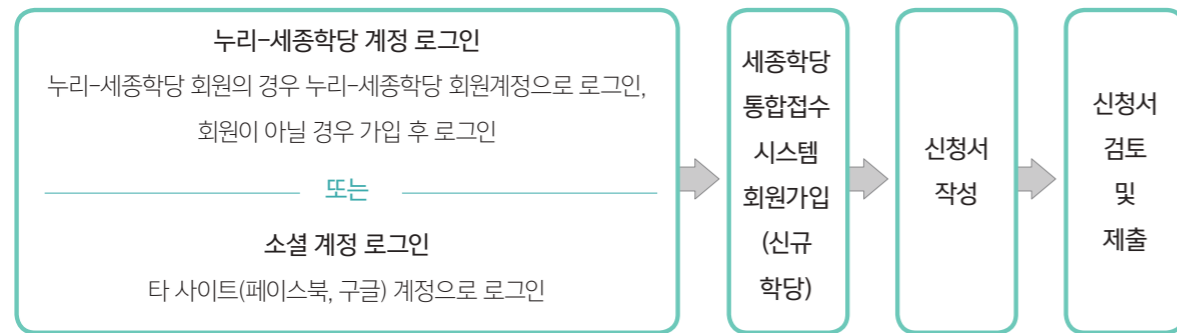 누리-세종학당 계정 로그인
누리-세종학당 회원의 경우 누리-세종학당 회원계정으로 로그인,
회원이 아닐 경우 가입 후 로그인
또는
소셜 계정 로그인
타 사이트(페이스북, 구글) 계정으로 로그인
세종학당
통합접수
시스템
회원가입
(신규
학당)
신청서
작성
신청서
검토
및
제출